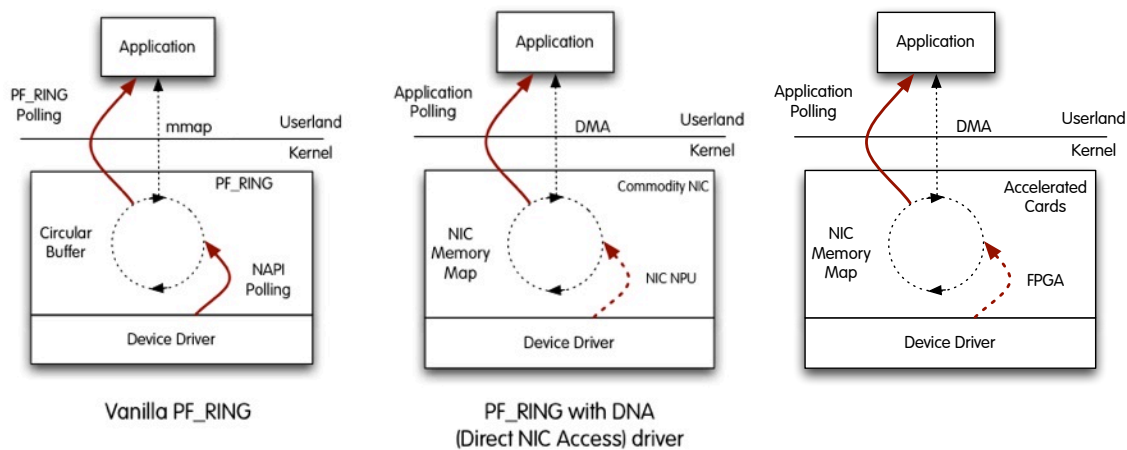 Application
PF_RING
Polling
mmap
Userland
Kernel
PF_RING
Circular
Buffer
NAPI
Polling
Device Driver
Vanilla PF_RING
Application
Application
Polling
DMA
Userland
Kernel
Commodity NIC
NIC
Memory
Map
NIC NPU
Device Driver
PF_RING with DNA
(Direct NIC Access) driver
Application
Application
Polling
DMA
Userland
Kernel
Accelerated
Cards
NIC
Memory
Map
FPGA
Device Driver